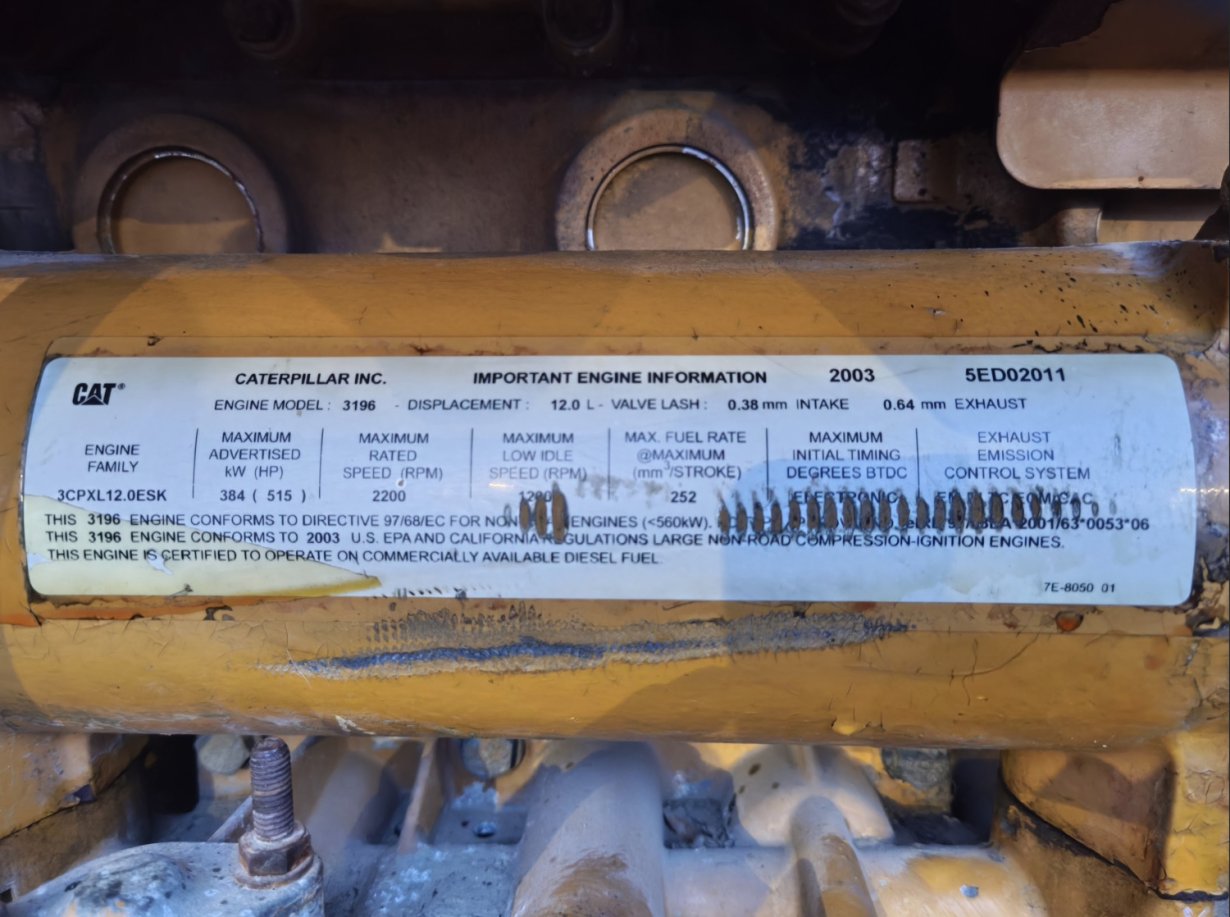 CAT® CATERPILLAR INC. IMPORTANT ENGINE INFORMATION 2003 5ED02011
ENGINE MODEL : 3196 - DISPLACEMENT : 12.0 L - VALVE LASH : 0.38 mm INTAKE 0.64 mm EXHAUST
ENGINE FAMILY
MAXIMUM ADVERTISED kW (HP)
MAXIMUM RATED SPEED (RPM)
MAXIMUM LOW IDLE SPEED (RPM)
MAX. FUEL RATE @MAXIMUM (mm³/STROKE)
MAXIMUM INITIAL TIMING DEGREES BTDC
EXHAUST EMISSION CONTROL SYSTEM
3CPXL12.0ESK 384 ( 515 ) 2200 252 ELECTRONIC
THIS 3196 ENGINE CONFORMS TO DIRECTIVE 97/68/EC FOR ENGINES (<560kW). 2001/63*0053*06
THIS 3196 ENGINE CONFORMS TO 2003 U.S. EPA AND CALIFORNIA REGULATIONS LARGE NON-ROAD COMPRESSION-IGNITION ENGINES.
THIS ENGINE IS CERTIFIED TO OPERATE ON COMMERCIALLY AVAILABLE DIESEL FUEL.
7E-8050 01